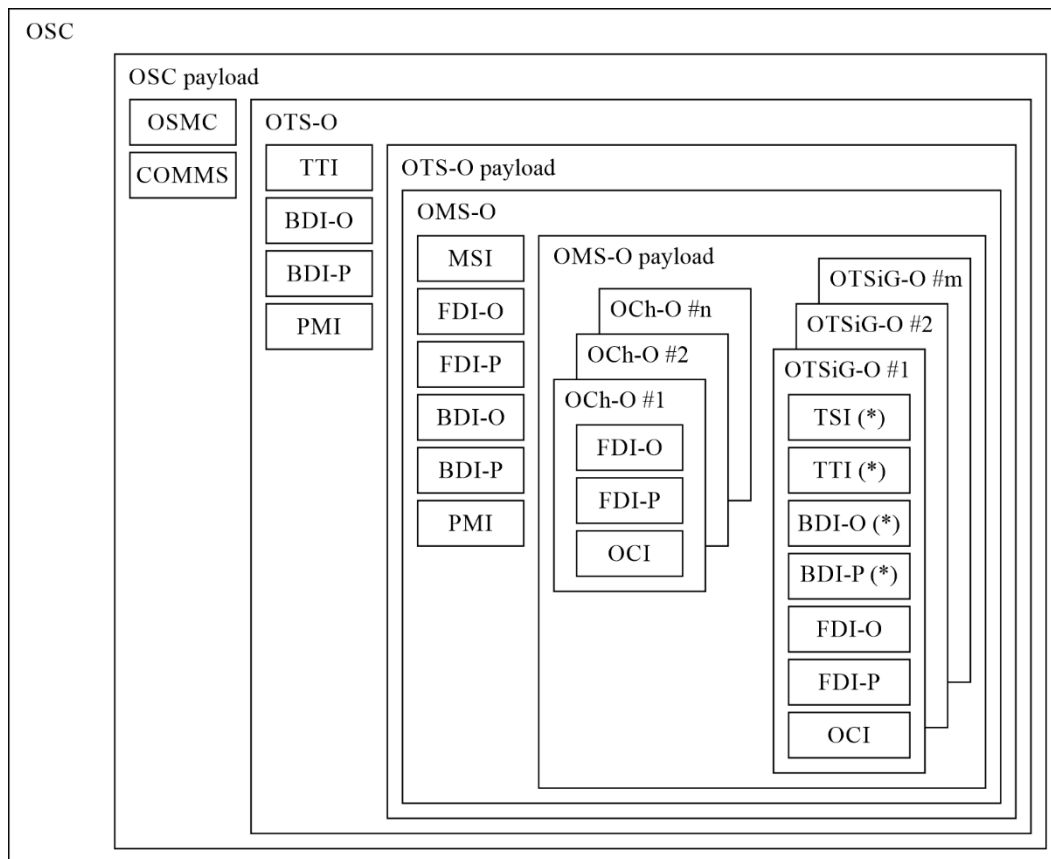 OSC
OSC payload
OSMC
COMMS
OTS-O
TTI
BDI-O
BDI-P
PMI
OTS-O payload
OMS-O
MSI
FDI-O
FDI-P
BDI-O
BDI-P
PMI
OMS-O payload
OCh-O #n
OCh-O #2
OCh-O #1
FDI-O
FDI-P
OCI
OTSiG-O #m
OTSiG-O #2
OTSiG-O #1
TSI (*)
TTI (*)
BDI-O (*)
BDI-P (*)
FDI-O
FDI-P
OCI